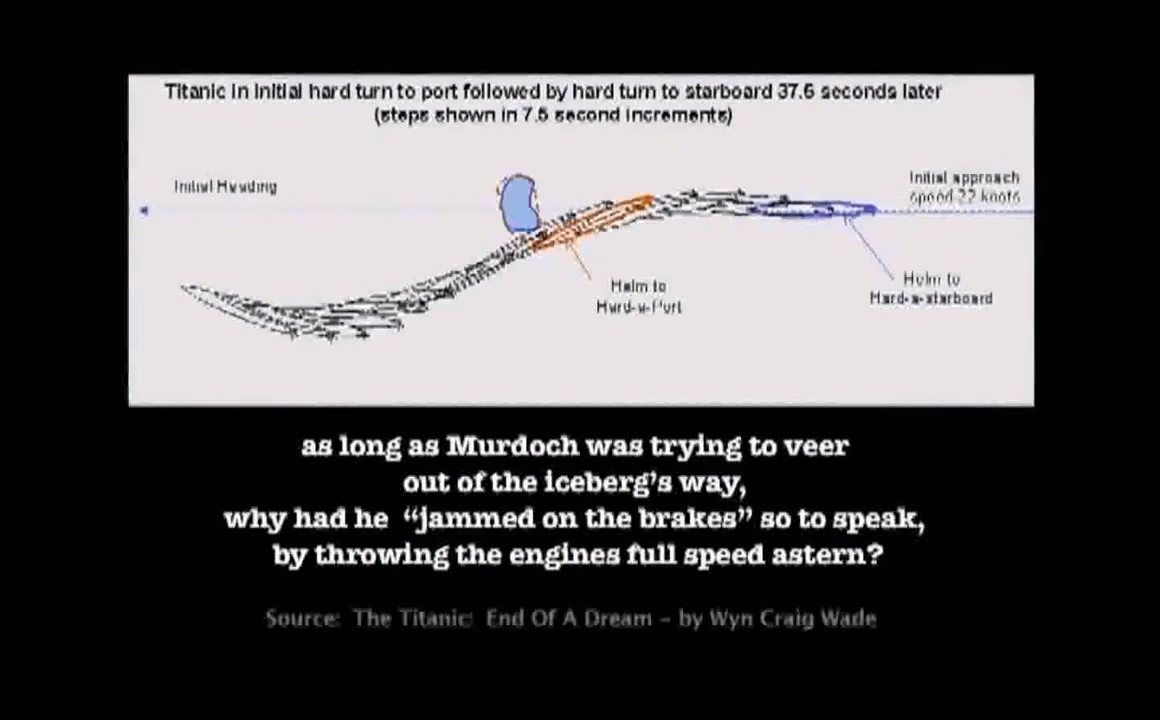 Titanic in initial hard turn to port followed by hard turn to starboard 37.5 seconds later
(steps shown in 7.5 second increments)
Initial Heading
Initial approach
speed 22 knots
Helm to
Hard-a-Port
Helm to
Hard-a-starboard
as long as Murdoch was trying to veer
out of the iceberg's way,
why had he “jammed on the brakes” so to speak,
by throwing the engines full speed astern?
Source: The Titanic: End Of A Dream – by Wyn Craig Wade